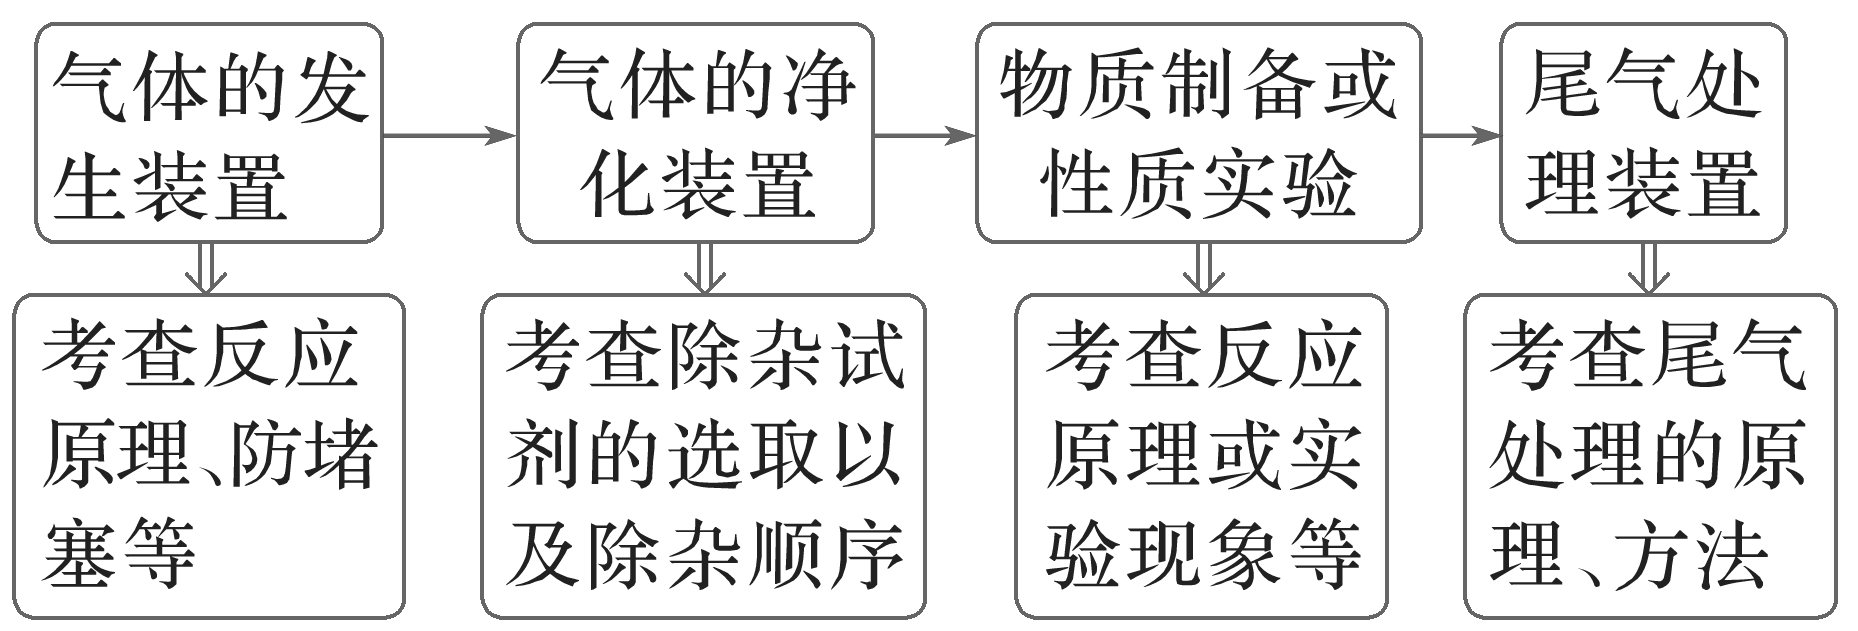 气体的发
生装置
气体的净
化装置
物质制备或
性质实验
尾气处
理装置
考查反应
原理、防堵
塞等
考查除杂试
剂的选取以
及除杂顺序
考查反应
原理或实
验现象等
考查尾气
处理的原
理、方法